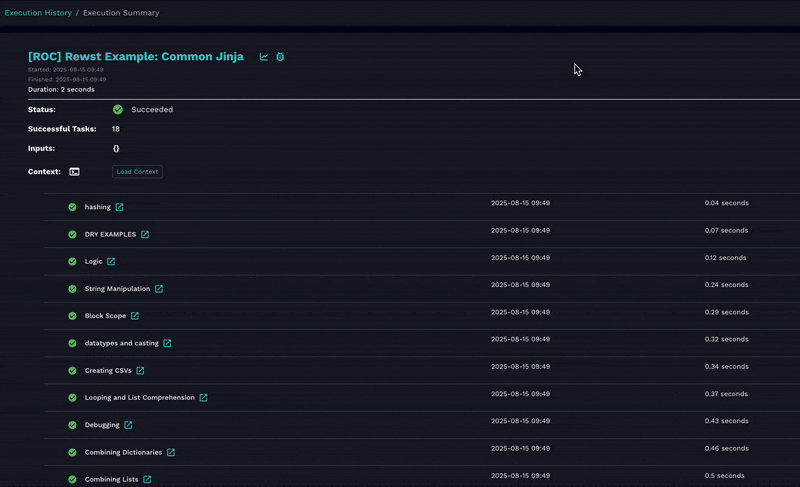 Execution History / Execution Summary
[ROC] Rewst Example: Common Jinja
Started: 2025-08-15 09:49
Finished: 2025-08-15 09:49
Duration: 2 seconds
Status: Succeeded
Successful Tasks: 18
Inputs: {}
Context: Load Context
hashing 2025-08-15 09:49 0.04 seconds
DRY EXAMPLES 2025-08-15 09:49 0.07 seconds
Logic 2025-08-15 09:49 0.12 seconds
String Manipulation 2025-08-15 09:49 0.24 seconds
Block Scope 2025-08-15 09:49 0.29 seconds
datatypes and casting 2025-08-15 09:49 0.32 seconds
Creating CSVs 2025-08-15 09:49 0.34 seconds
Looping and List Comprehension 2025-08-15 09:49 0.37 seconds
Debugging 2025-08-15 09:49 0.43 seconds
Combining Dictionaries 2025-08-15 09:49 0.46 seconds
Combining Lists 2025-08-15 09:49 0.5 seconds